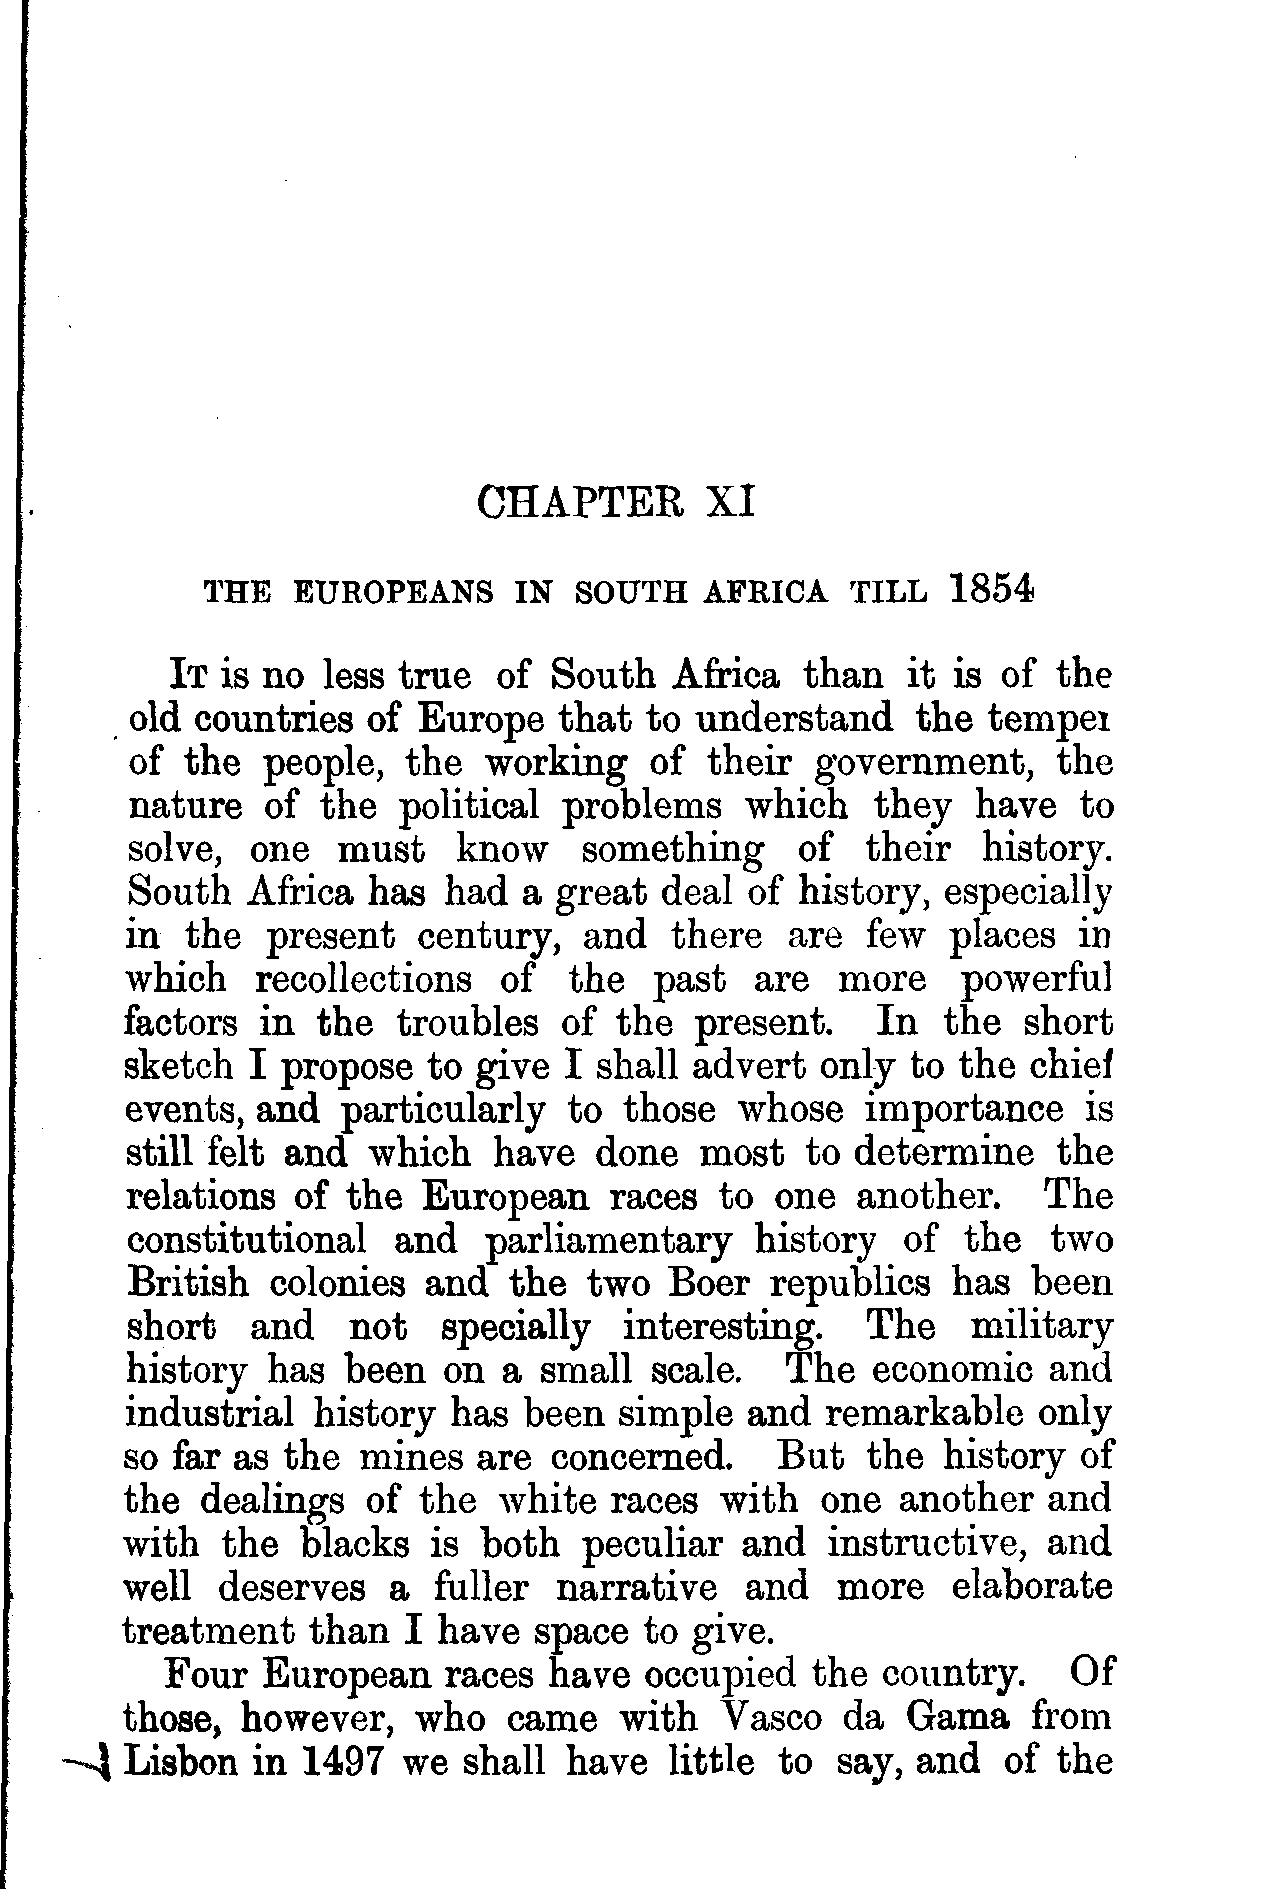 CHAPTER XI
THE EUROPEANS IN SOUTH AFRICA TILL 1854
IT is no less true of South Africa than it is of the
old countries of Europe that to understand the temper
of the people, the working of their government, the
nature of the political problems which they have to
solve, one must know something of their history.
South Africa has had a great deal of history, especially
in the present century, and there are few places in
which recollections of the past are more powerful
factors in the troubles of the present. In the short
sketch I propose to give I shall advert only to the chief
events, and particularly to those whose importance is
still felt and which have done most to determine the
relations of the European races to one another. The
constitutional and parliamentary history of the two
British colonies and the two Boer republics has been
short and not specially interesting. The military
history has been on a small scale. The economic and
industrial history has been simple and remarkable only
so far as the mines are concerned. But the history of
the dealings of the white races with one another and
with the blacks is both peculiar and instructive, and
well deserves a fuller narrative and more elaborate
treatment than I have space to give.
Four European races have occupied the country. Of
those, however, who came with Vasco da Gama from
Lisbon in 1497 we shall have little to say, and of the